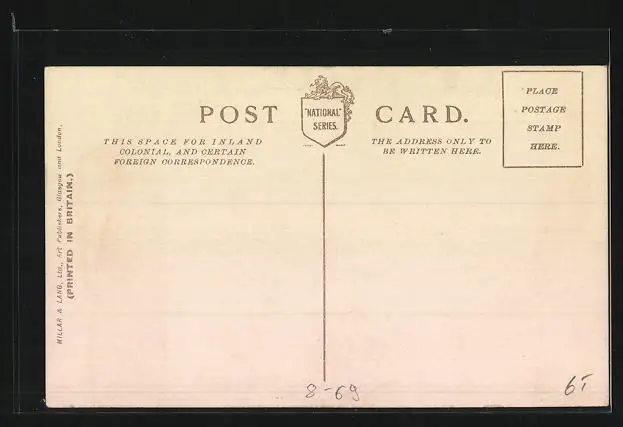 POST CARD.
"NATIONAL"
SERIES.
THIS SPACE FOR INLAND
COLONIAL, AND CERTAIN
FOREIGN CORRESPONDENCE.
THE ADDRESS ONLY TO
BE WRITTEN HERE.
PLACE
POSTAGE
STAMP
HERE.
MILLAR & LANG, Ltd., Art Publishers, Glasgow and London,
(PRINTED IN BRITAIN.)
8-69